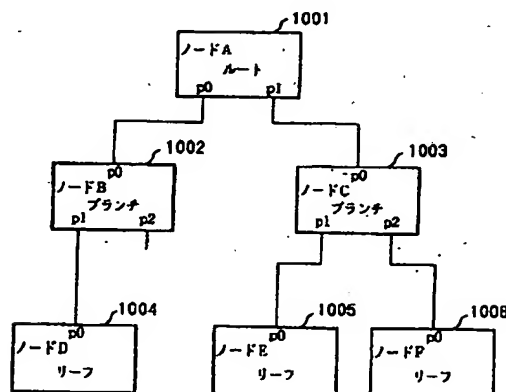 1001
ノードA
ルート
p0 p1
1002
1003
p0
p0
ノードB
ブランチ
p1 p2
ノードC
ブランチ
p1 p2
1004
1005
1008
p0
p0
p0
ノードD
リーフ
ノードE
リーフ
ノードF
リーフ